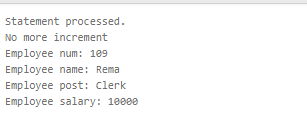 Statement processed.
No more increment
Employee num: 109
Employee name: Rema
Employee post: Clerk
Employee salary: 10000